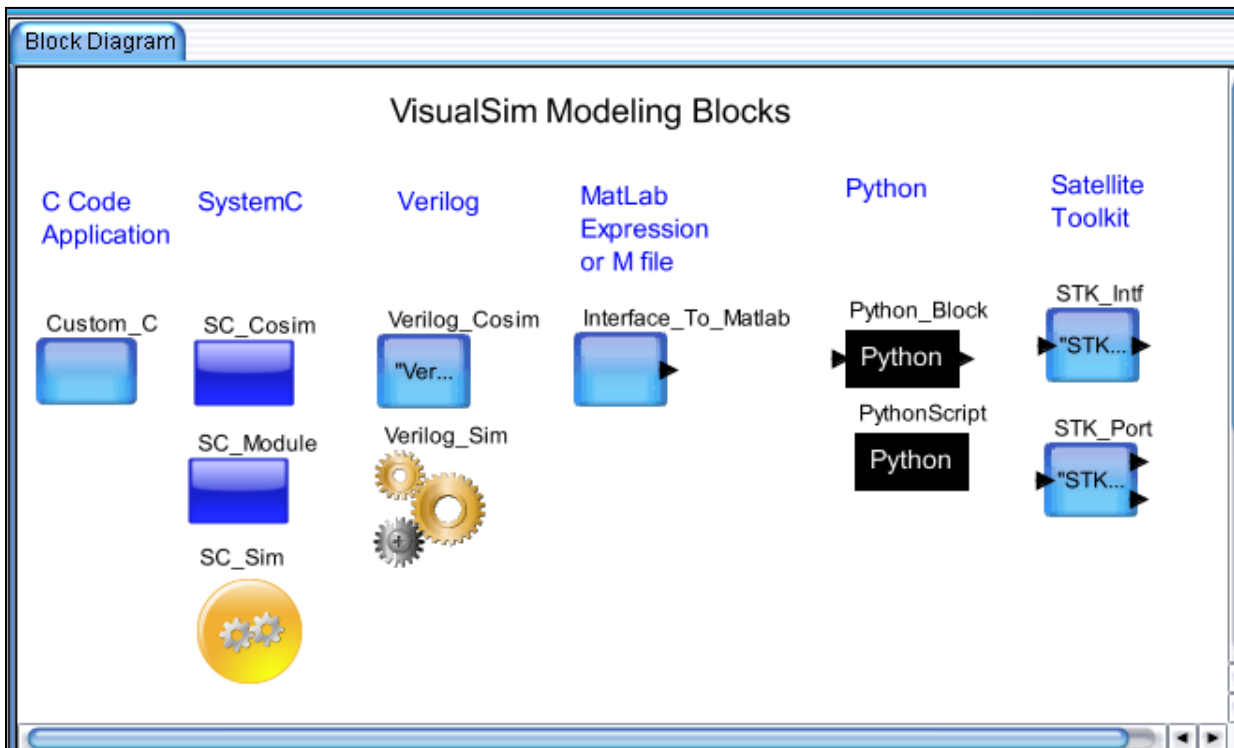 Block Diagram
VisualSim Modeling Blocks
C Code
Application
SystemC
Verilog
MatLab
Expression
or M file
Python
Satellite
Toolkit
Custom_C
SC_Cosim
Verilog_Cosim
"Ver...
Interface_To_Matlab
Python_Block
Python
STK_Intf
"STK...
SC_Module
Verilog_Sim
PythonScript
Python
STK_Port
"STK...
SC_Sim